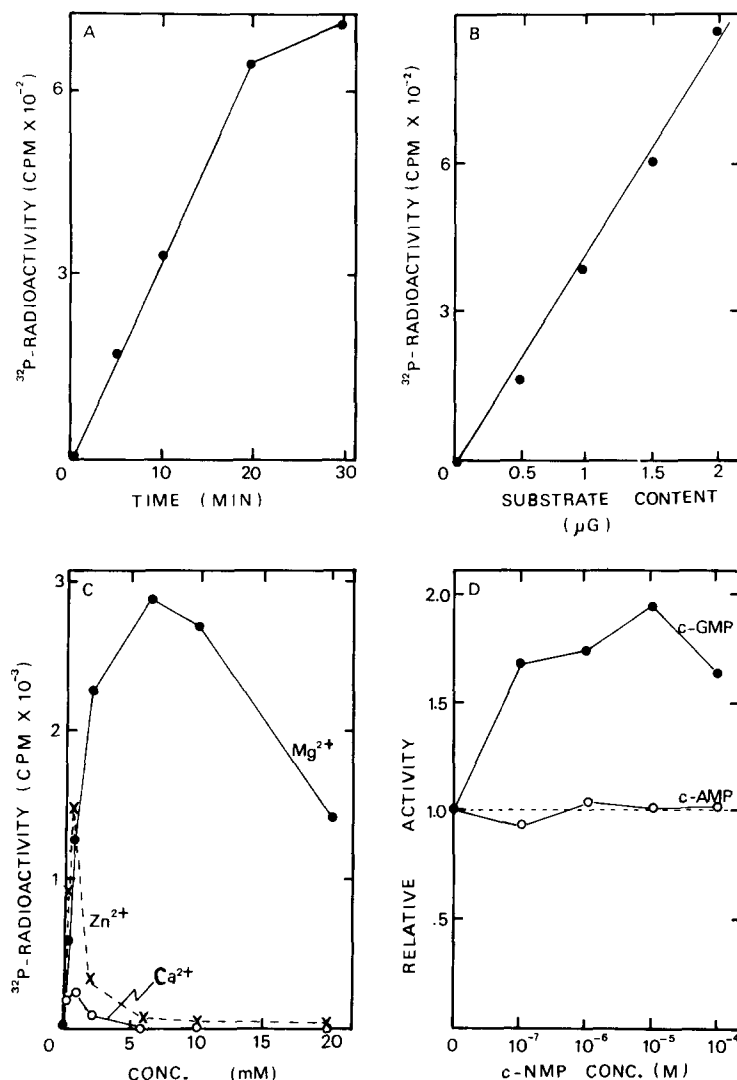 A
³²P-RADIOACTIVITY (CPM X 10⁻²)
6
3
0
0 10 20 30
TIME (MIN)
B
³²P-RADIOACTIVITY (CPM X 10⁻²)
6
3
0
0.5 1 1.5 2
SUBSTRATE CONTENT
(µG)
C
³²P-RADIOACTIVITY (CPM X 10⁻³)
3
2
1
Mg²⁺
Zn²⁺
Ca²⁺
0 5 10 15 20
CONC. (mM)
D
RELATIVE ACTIVITY
2.0
1.5
1.0
.5
c-GMP
c-AMP
0 10⁻⁷ 10⁻⁶ 10⁻⁵ 10⁻⁴
c-NMP CONC. (M)